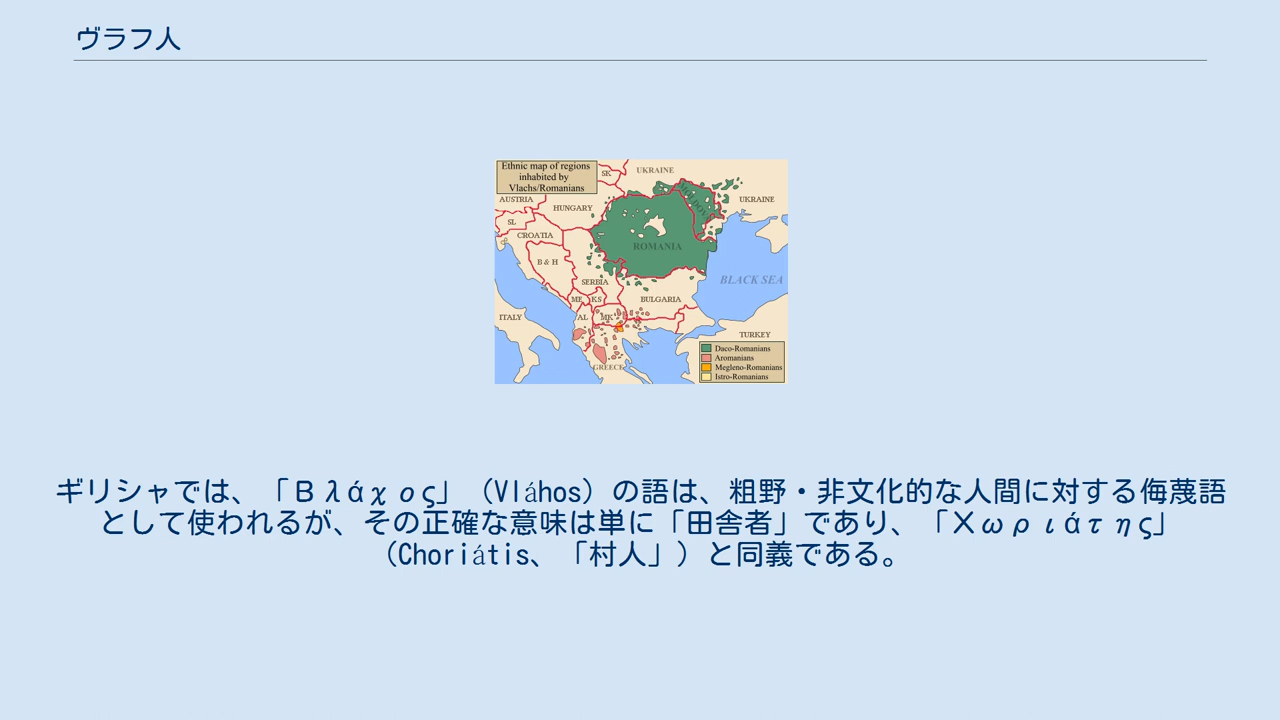 ヴラフ人
Ethnic map of regions
inhabited by
Vlachs/Romanians
SK
UKRAINE
AUSTRIA
HUNGARY
MOLDOVA
UKRAINE
SL
CROATIA
ROMANIA
B & H
SERBIA
BLACK SEA
ME
KS
BULGARIA
ITALY
AL
MK
TURKEY
GREECE
Daco-Romanians
Aromanians
Megleno-Romanians
Istro-Romanians
ギリシャでは、「Βλάχος」（Vláhos）の語は、粗野・非文化的な人間に対する侮蔑語
として使われるが、その正確な意味は単に「田舎者」であり、「Χωριάτης」
（Choriátis、「村人」）と同義である。